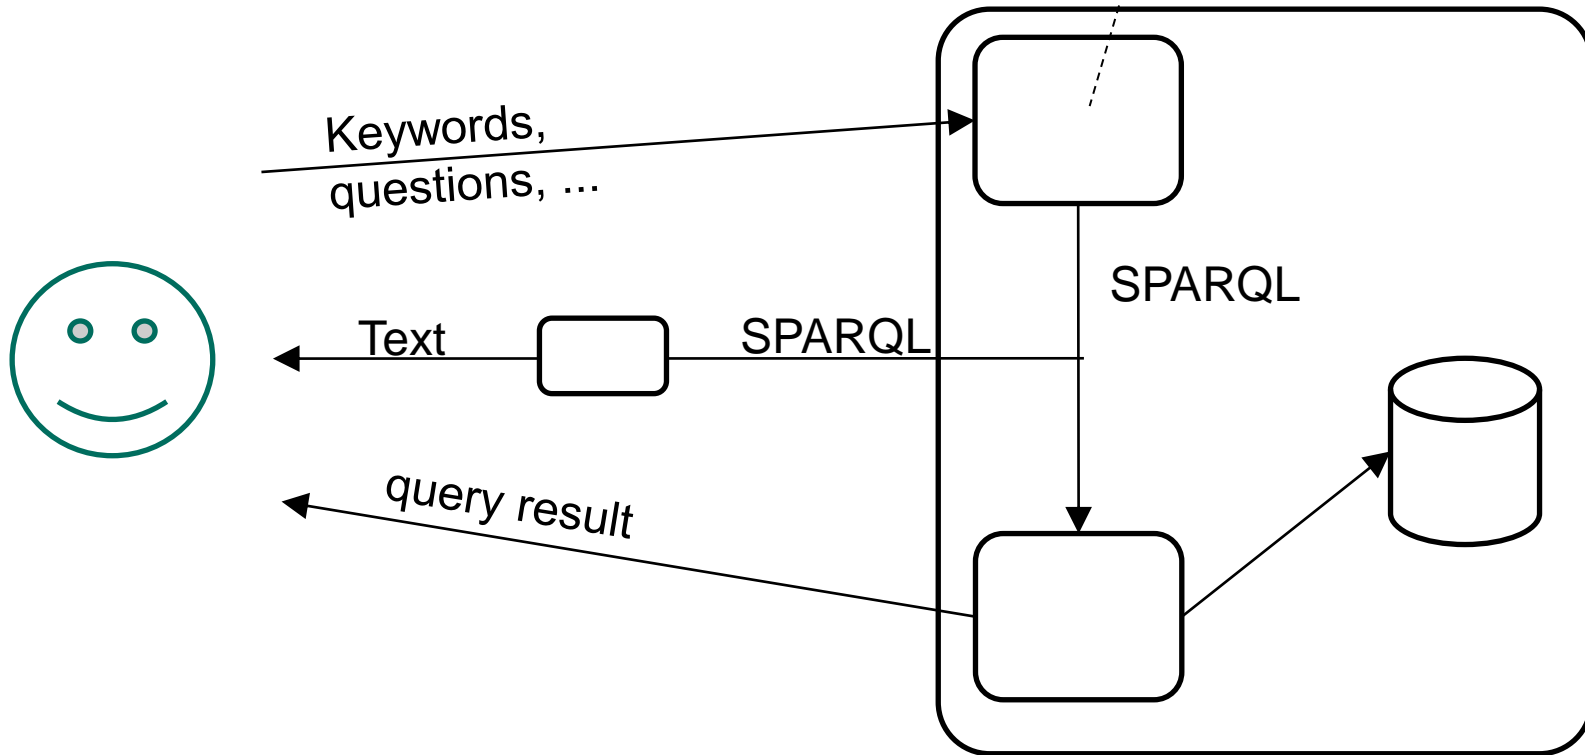 Keywords,
questions, ...
SPARQL
Text
SPARQL
query result